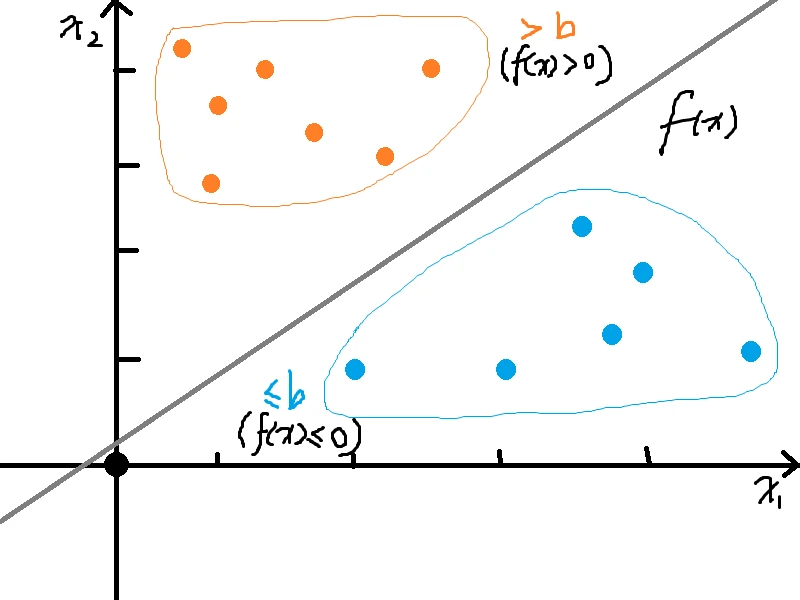 x₂
> b
(f(x)>0)
f(x)
≤b
(f(x)≤0)
x₁